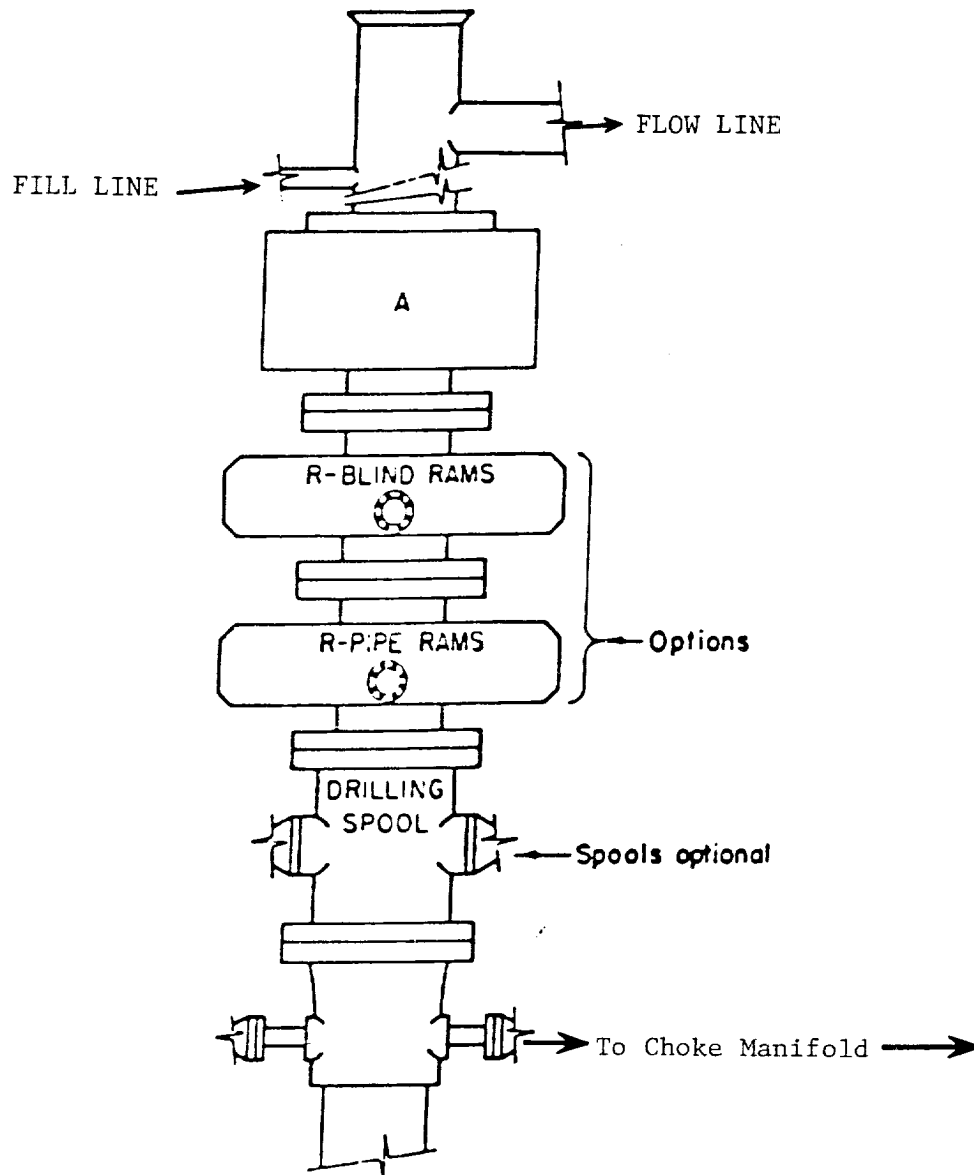 FLOW LINE
FILL LINE
A
R-BLIND RAMS
R-PIPE RAMS
Options
DRILLING
SPOOL
Spools optional
To Choke Manifold